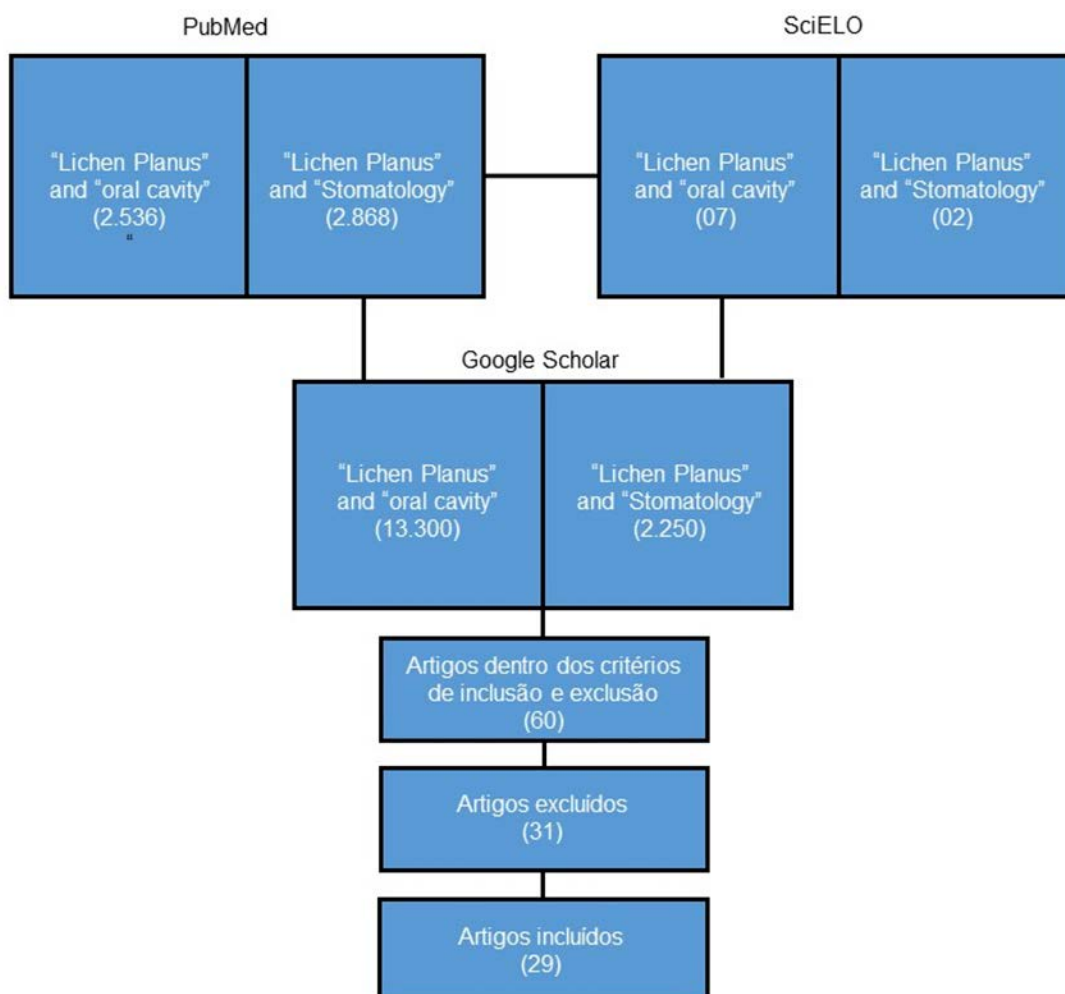 PubMed
SciELO
“Lichen Planus”
and “oral cavity”
(2.536)
“
“Lichen Planus”
and “Stomatology”
(2.868)
“Lichen Planus”
and “oral cavity”
(07)
“Lichen Planus”
and “Stomatology”
(02)
Google Scholar
“Lichen Planus”
and “oral cavity”
(13.300)
“Lichen Planus”
and “Stomatology”
(2.250)
Artigos dentro dos critérios
de inclusão e exclusão
(60)
Artigos excluídos
(31)
Artigos incluídos
(29)